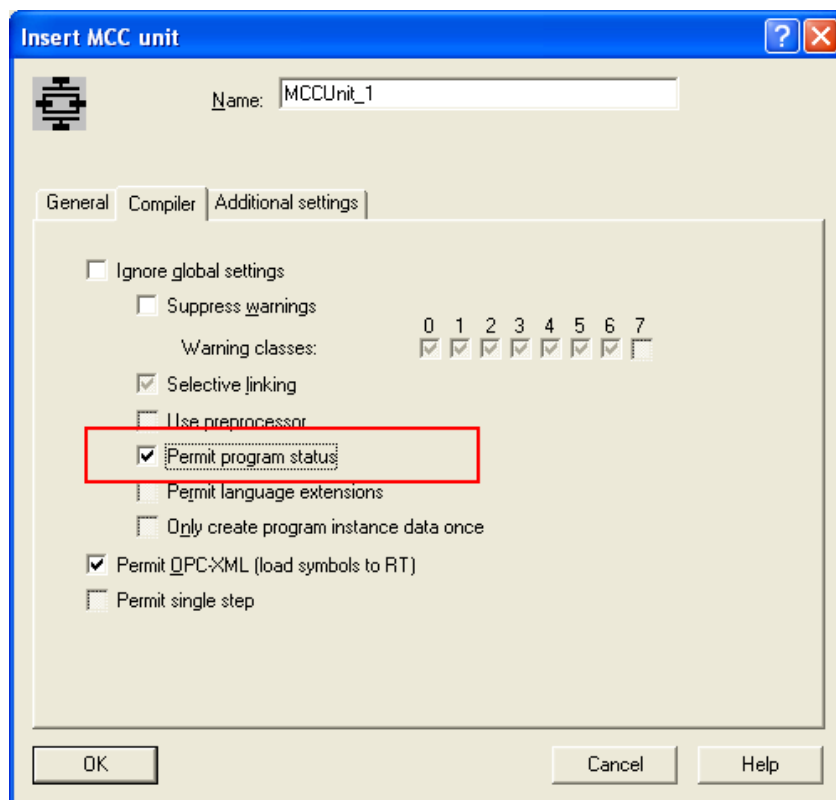 Insert MCC unit
Name: MCCUnit_1
General Compiler Additional settings
Ignore global settings
Suppress warnings
0 1 2 3 4 5 6 7
Warning classes:
Selective linking
Use preprocessor
Permit program status
Permit language extensions
Only create program instance data once
Permit OPC-XML (load symbols to RT)
Permit single step
OK Cancel Help